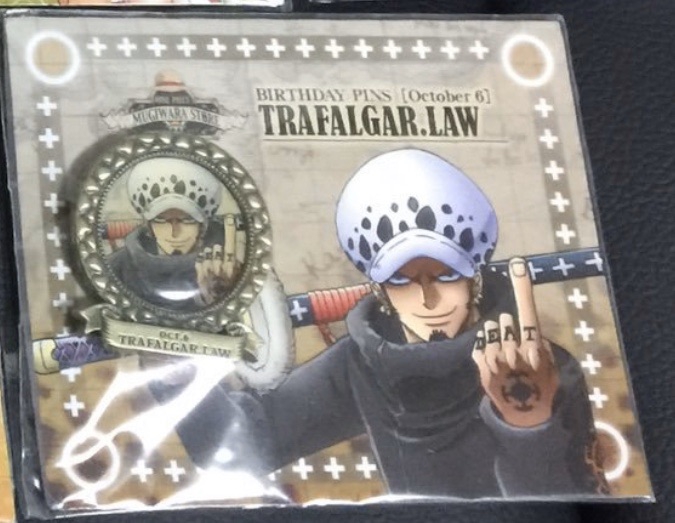 BIRTHDAY PINS [October 6]
TRAFALGAR.LAW
MUGIWARA STORE
OCT.6
TRAFALGAR.LAW
DEAT